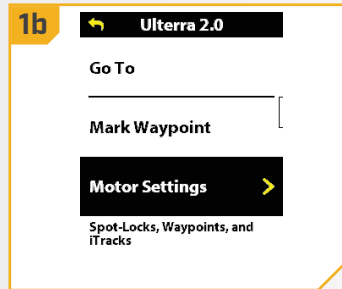 1b
Ulterra 2.0
Go To
Mark Waypoint
Motor Settings
Spot-Locks, Waypoints, and
iTracks